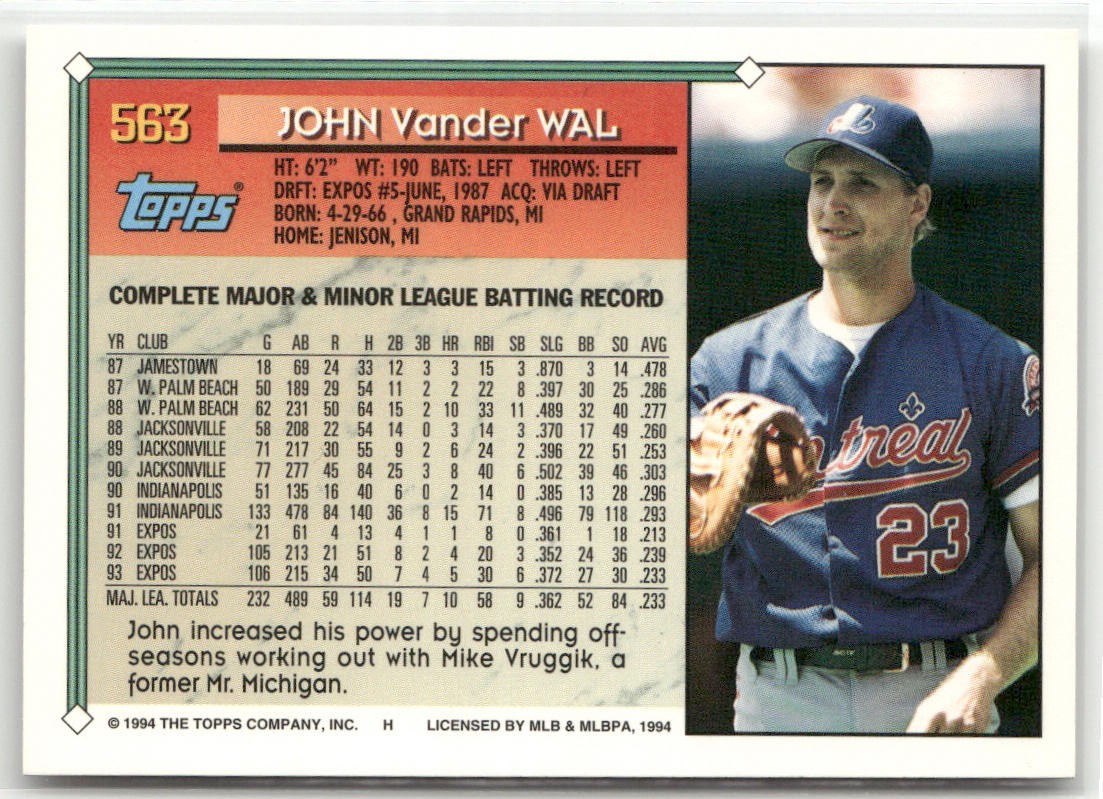 563
JOHN Vander WAL
TOPPS®
HT: 6'2" WT: 190 BATS: LEFT THROWS: LEFT
DRFT: EXPOS #5-JUNE, 1987 ACQ: VIA DRAFT
BORN: 4-29-66 , GRAND RAPIDS, MI
HOME: JENISON, MI
COMPLETE MAJOR & MINOR LEAGUE BATTING RECORD
YR CLUB G AB R H 2B 3B HR RBI SB SLG BB SO AVG
87 JAMESTOWN 18 69 24 33 12 3 3 15 3 .870 3 14 .478
87 W. PALM BEACH 50 189 29 54 11 2 2 22 8 .397 30 25 .286
88 W. PALM BEACH 62 231 50 64 15 2 10 33 11 .489 32 40 .277
88 JACKSONVILLE 58 208 22 54 14 0 3 14 3 .370 17 49 .260
89 JACKSONVILLE 71 217 30 55 9 2 6 24 2 .396 22 51 .253
90 JACKSONVILLE 77 277 45 84 25 3 8 40 6 .502 39 46 .303
90 INDIANAPOLIS 51 135 16 40 6 0 2 14 0 .385 13 28 .296
91 INDIANAPOLIS 133 478 84 140 36 8 15 71 8 .496 79 118 .293
91 EXPOS 21 61 4 13 4 1 1 8 0 .361 1 18 .213
92 EXPOS 105 213 21 51 8 2 4 20 3 .352 24 36 .239
93 EXPOS 106 215 34 50 7 4 5 30 6 .372 27 30 .233
MAJ. LEA. TOTALS 232 489 59 114 19 7 10 58 9 .362 52 84 .233
John increased his power by spending off-
seasons working out with Mike Vruggik, a
former Mr. Michigan.
© 1994 THE TOPPS COMPANY, INC. H LICENSED BY MLB & MLBPA, 1994
treal
23